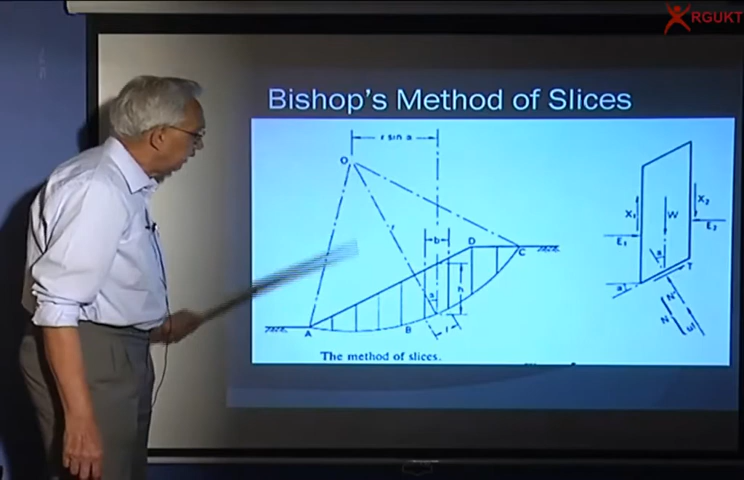 RGUKT
Bishop's Method of Slices
r sin α
O
r
b
D
C
h
α
A
B
l
The method of slices.
X₁
X₂
W
E₁
E₂
α
α
T
N'
N
ul